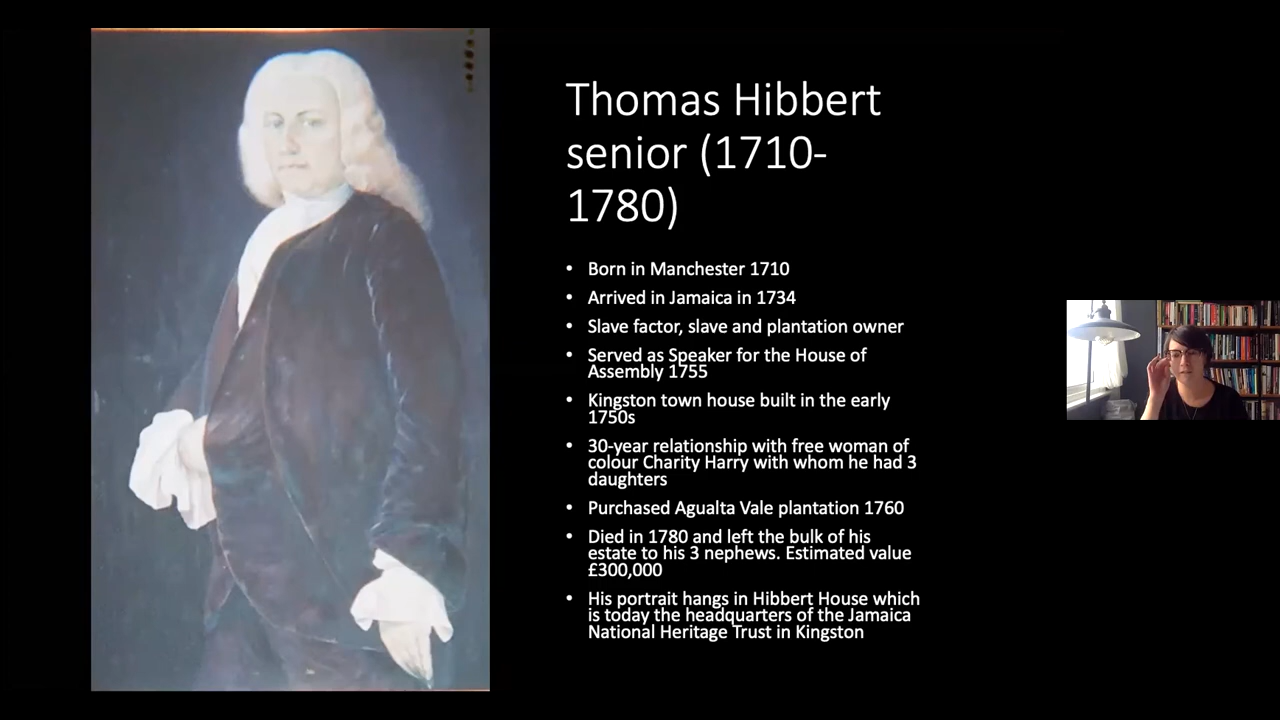 Thomas Hibbert
senior (1710-
1780)
• Born in Manchester 1710
• Arrived in Jamaica in 1734
• Slave factor, slave and plantation owner
• Served as Speaker for the House of
Assembly 1755
• Kingston town house built in the early
1750s
• 30-year relationship with free woman of
colour Charity Harry with whom he had 3
daughters
• Purchased Agualta Vale plantation 1760
• Died in 1780 and left the bulk of his
estate to his 3 nephews. Estimated value
£300,000
• His portrait hangs in Hibbert House which
is today the headquarters of the Jamaica
National Heritage Trust in Kingston